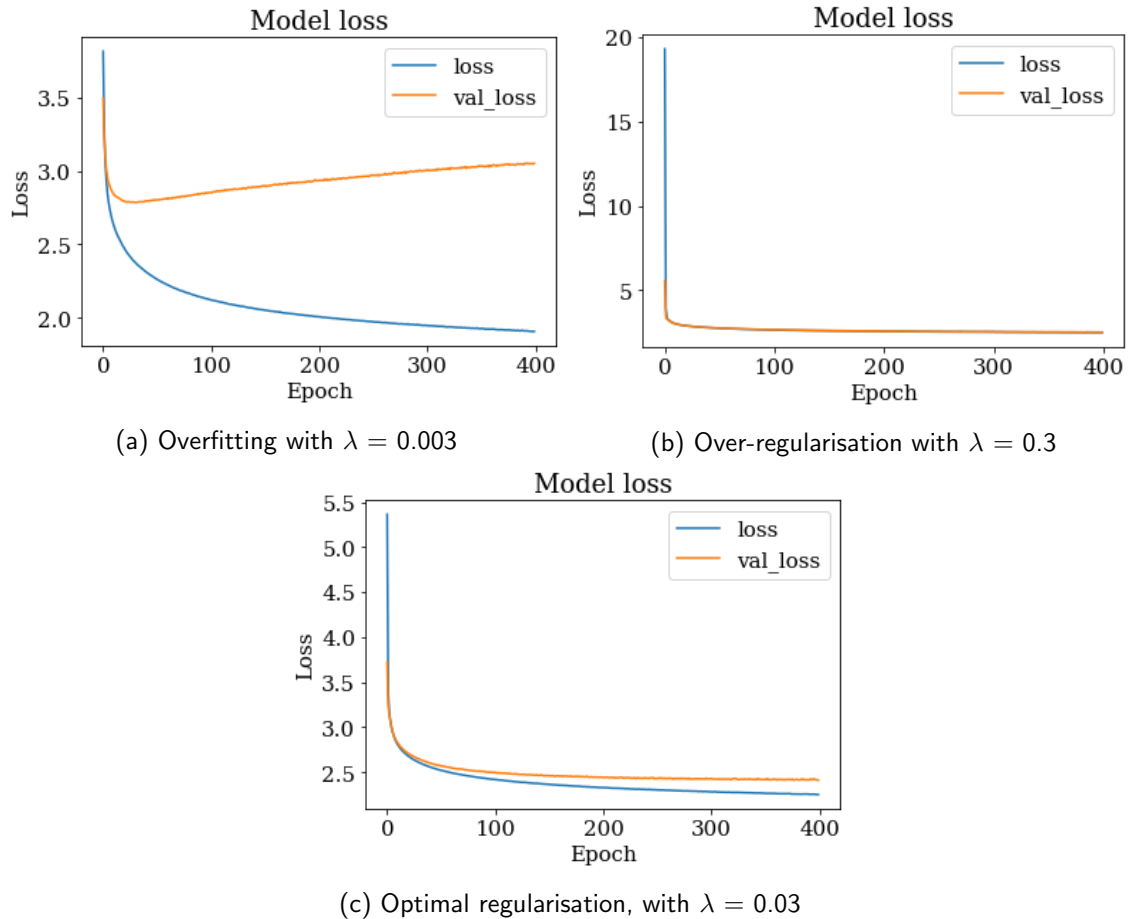 Model loss
loss
val_loss
3.5
3.0
2.5
2.0
Loss
0 100 200 300 400
Epoch
(a) Overfitting with λ = 0.003
Model loss
loss
val_loss
20
15
10
5
Loss
0 100 200 300 400
Epoch
(b) Over-regularisation with λ = 0.3
Model loss
loss
val_loss
5.5
5.0
4.5
4.0
3.5
3.0
2.5
Loss
0 100 200 300 400
Epoch
(c) Optimal regularisation, with λ = 0.03